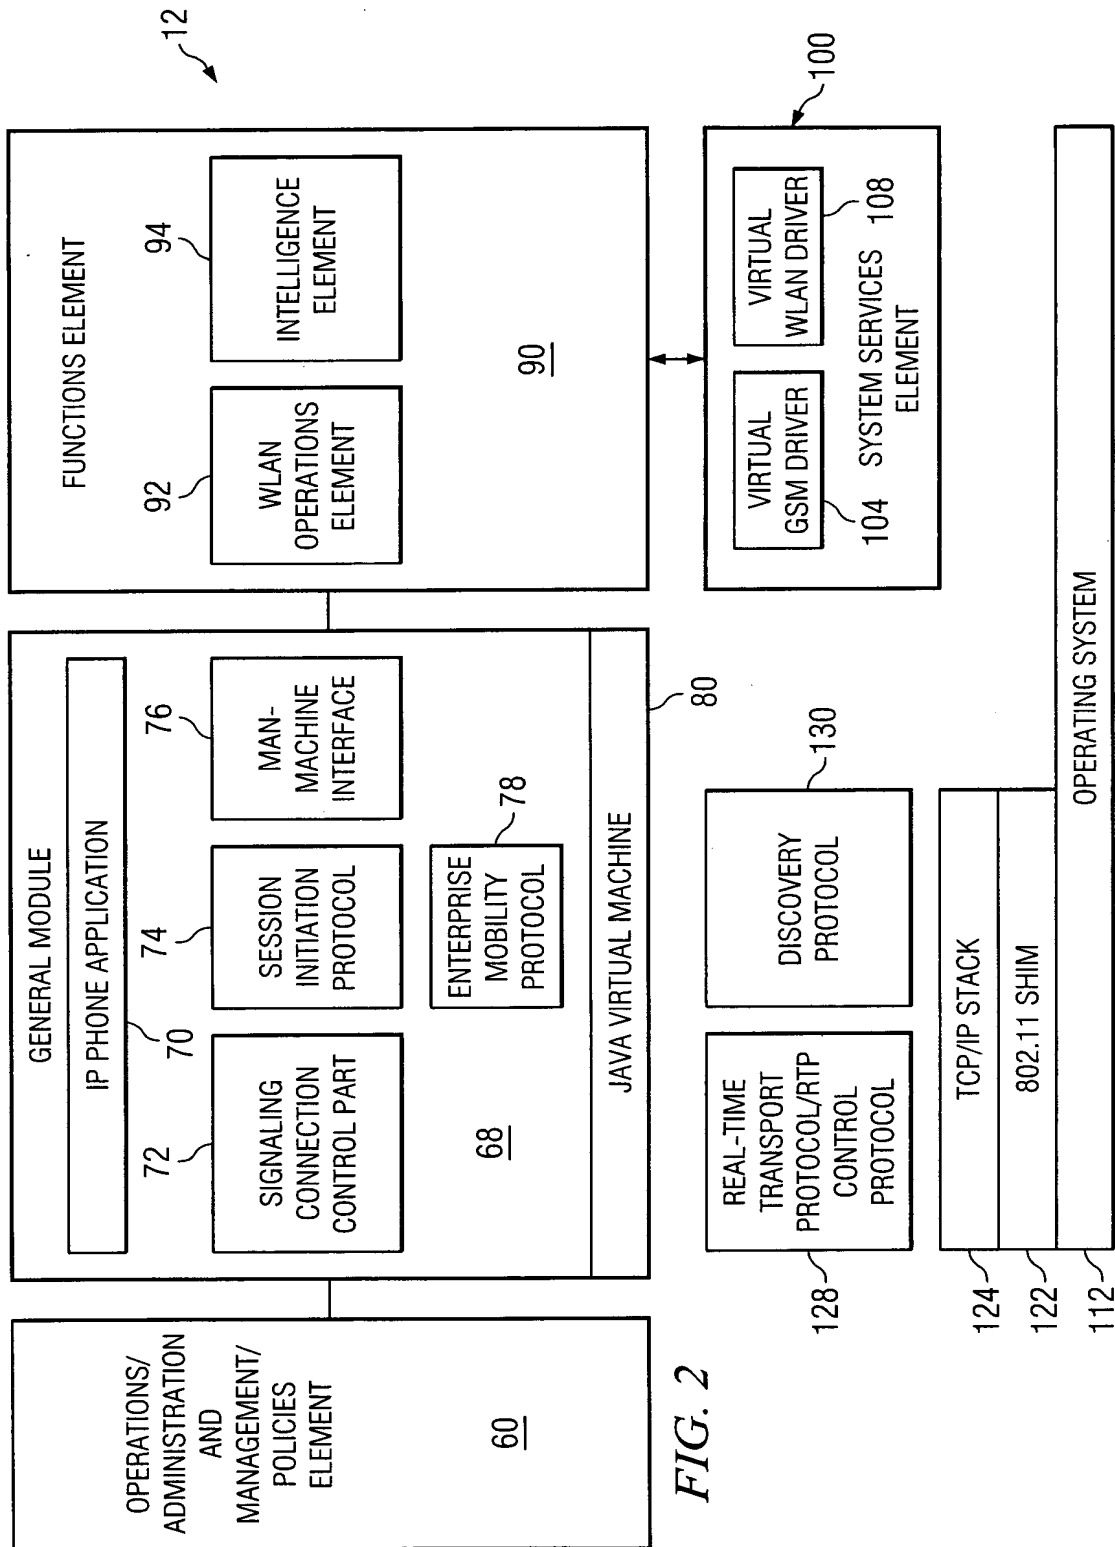 12
OPERATIONS/
ADMINISTRATION
AND
MANAGEMENT/
POLICIES
ELEMENT
60
GENERAL MODULE
IP PHONE APPLICATION
70
72
SIGNALING
CONNECTION
CONTROL PART
74
SESSION
INITIATION
PROTOCOL
76
MAN-
MACHINE
INTERFACE
68
ENTERPRISE
MOBILITY
PROTOCOL
78
JAVA VIRTUAL MACHINE
80
FUNCTIONS ELEMENT
92
WLAN
OPERATIONS
ELEMENT
94
INTELLIGENCE
ELEMENT
90
FIG. 2
REAL-TIME
TRANSPORT
PROTOCOL/RTP
CONTROL
PROTOCOL
128
DISCOVERY
PROTOCOL
130
VIRTUAL
GSM DRIVER
104
VIRTUAL
WLAN DRIVER
108
SYSTEM SERVICES
ELEMENT
100
124
TCP/IP STACK
122
802.11 SHIM
112
OPERATING SYSTEM